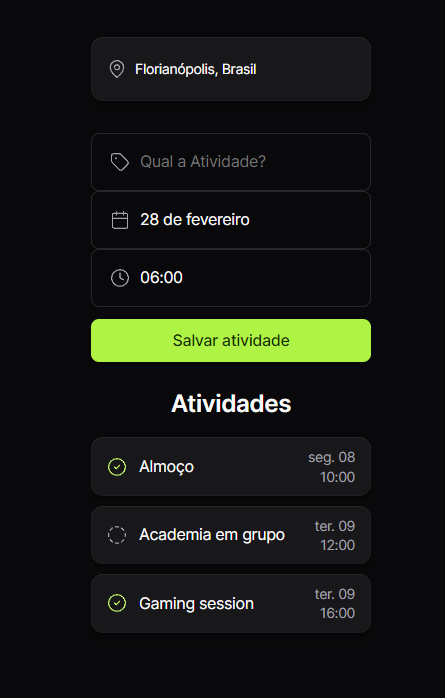 Florianópolis, Brasil
Qual a Atividade?
28 de fevereiro
06:00
Salvar atividade
Atividades
Almoço
seg. 08
10:00
Academia em grupo
ter. 09
12:00
Gaming session
ter. 09
16:00